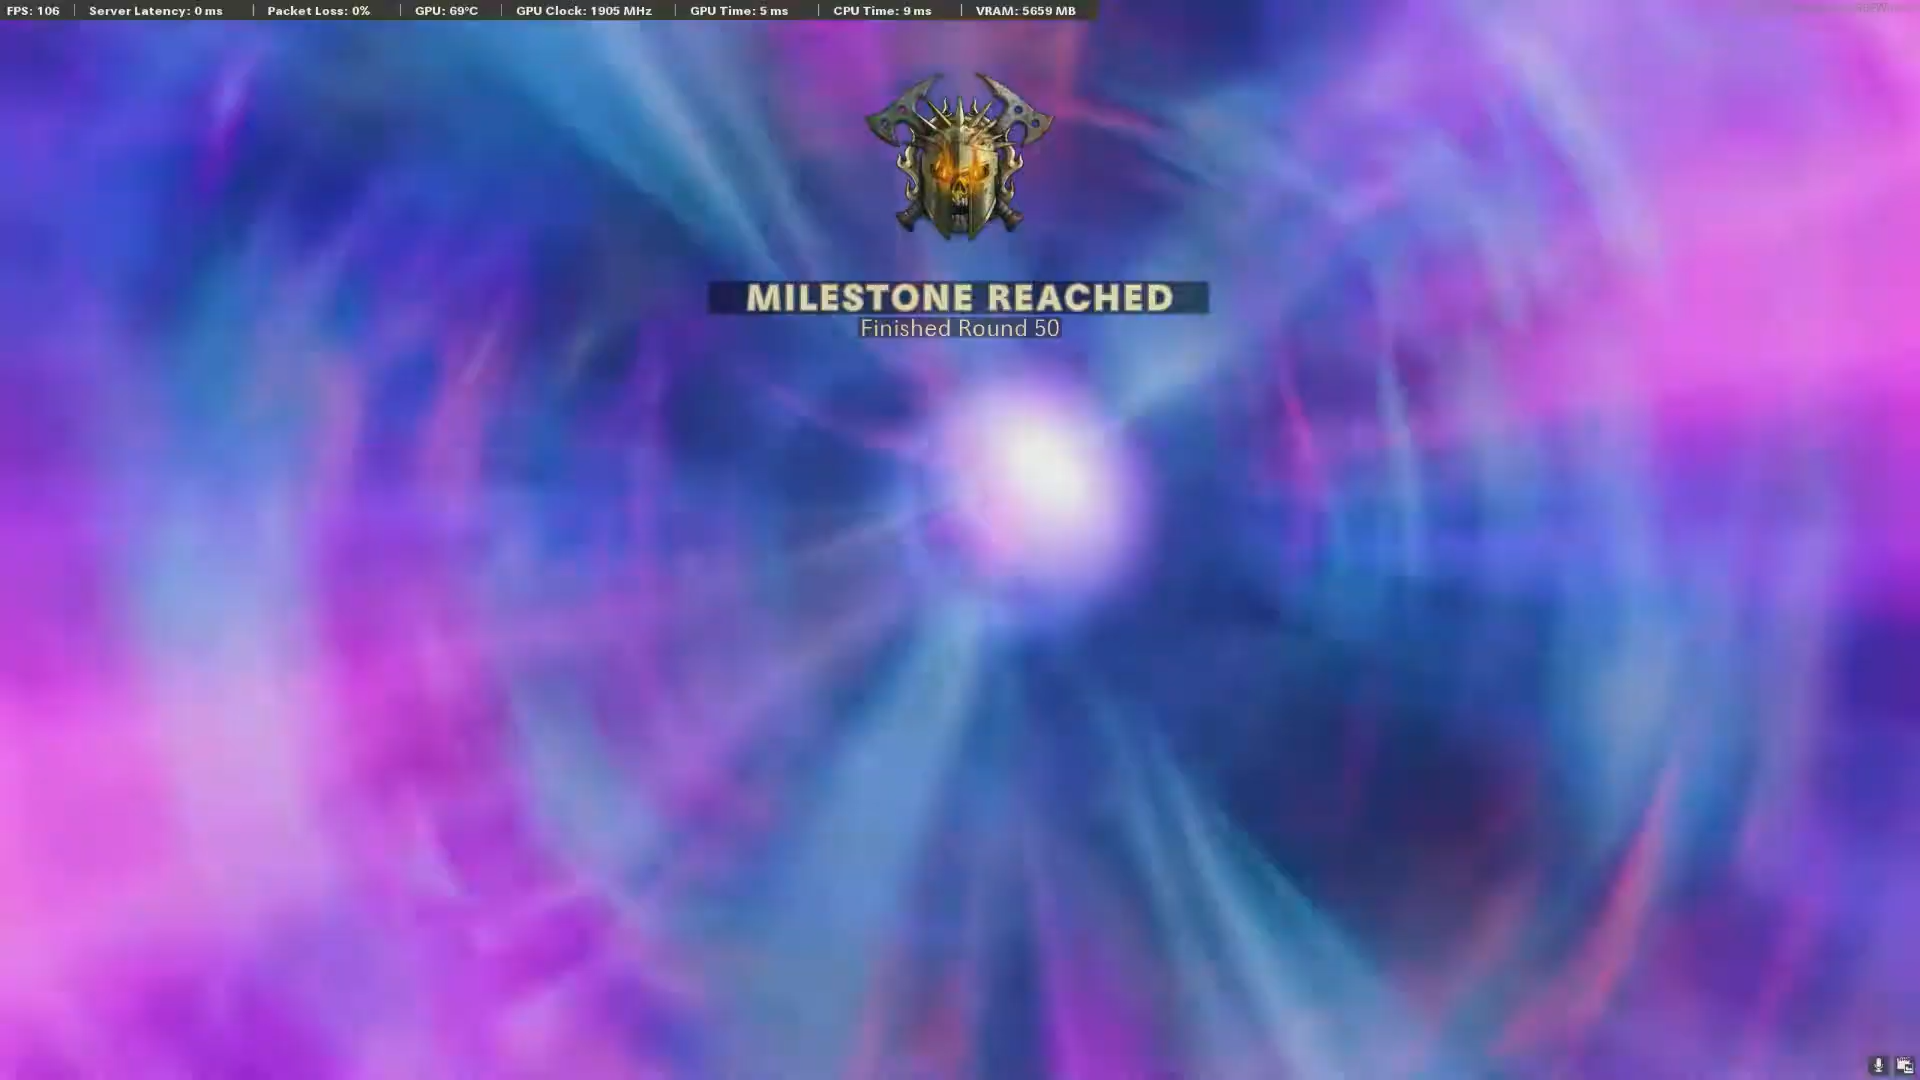 FPS: 106 | Server Latency: 0 ms | Packet Loss: 0% | GPU: 69°C | GPU Clock: 1905 MHz | GPU Time: 5 ms | CPU Time: 9 ms | VRAM: 5659 MB
MILESTONE REACHED
Finished Round 50